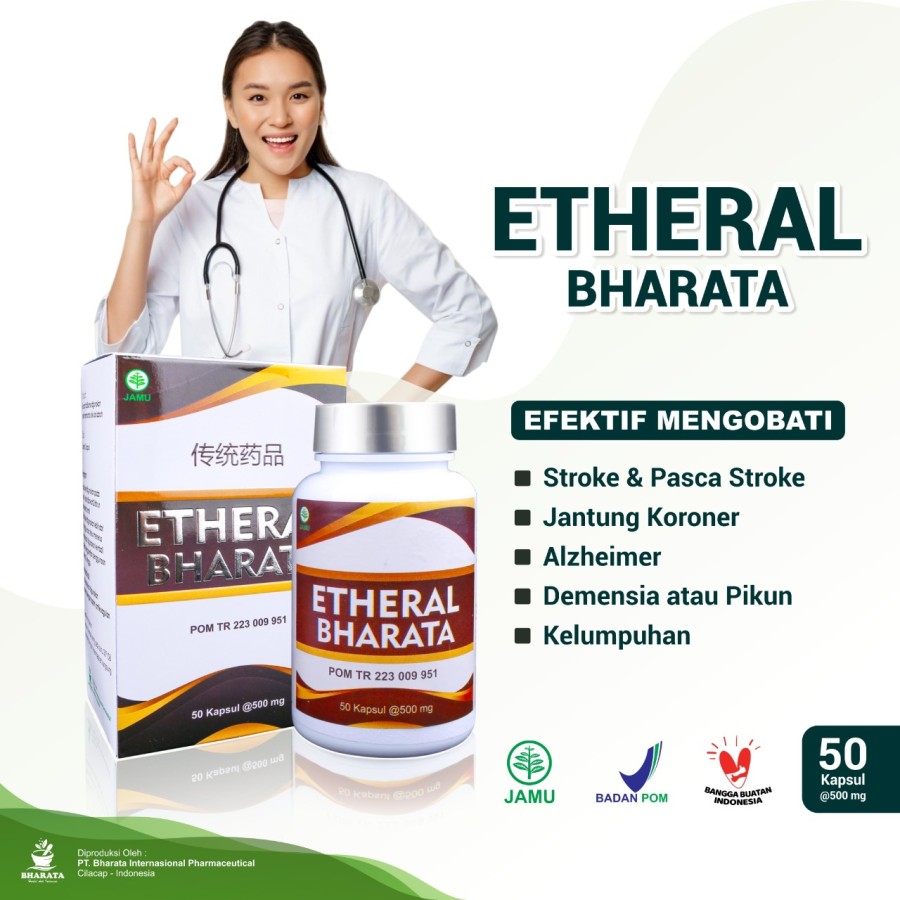 ETHERAL
BHARATA
EFEKTIF MENGOBATI
Stroke & Pasca Stroke
Jantung Koroner
Alzheimer
Demensia atau Pikun
Kelumpuhan
JAMU
传统药品
ETHERA
BHARAT
POM TR 223 009 951
50 Kapsul @500 mg
ETHERAL
BHARATA
POM TR 223 009 951
50 Kapsul @500 mg
JAMU
BADAN POM
BANGGA BUATAN
INDONESIA
50
Kapsul
@500 mg
BHARATA
Diproduksi Oleh :
PT. Bharata Internasional Pharmaceutical
Cilacap - Indonesia